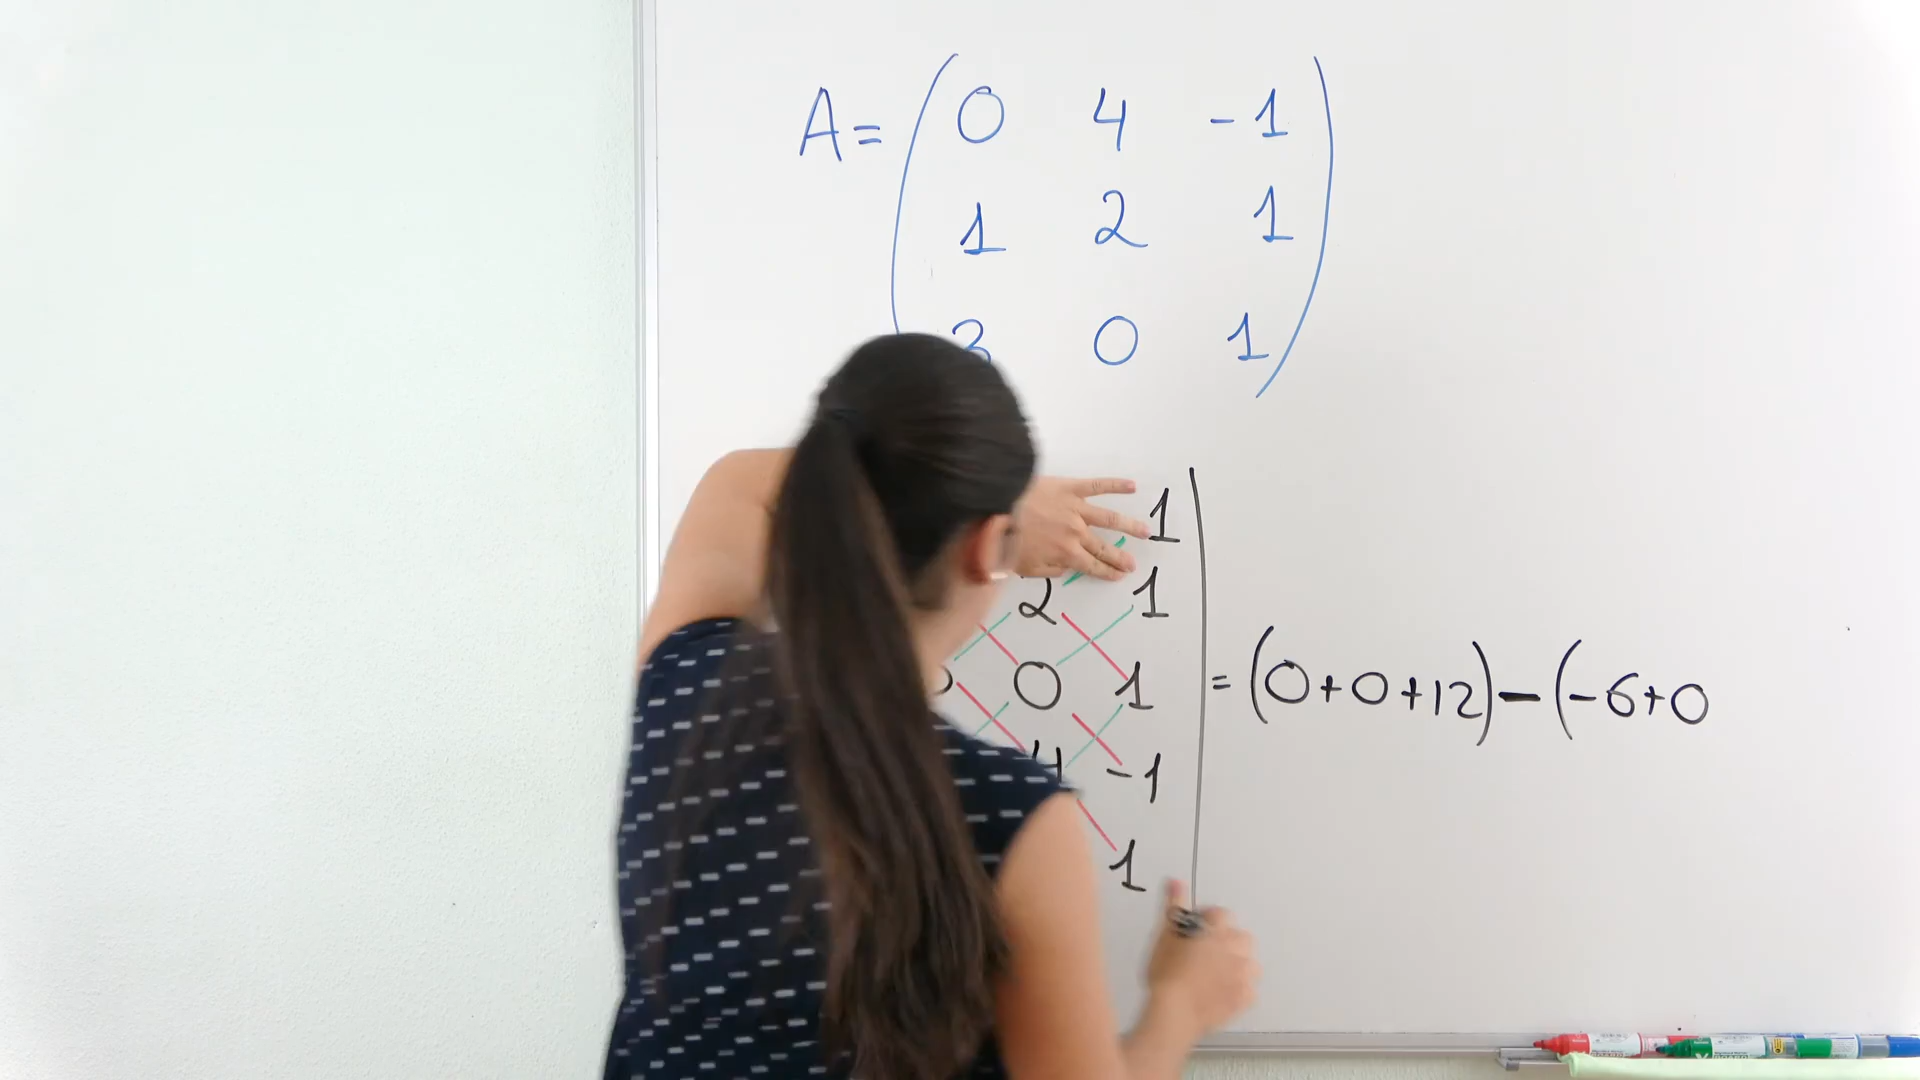 A = ( 0 4 -1
1 2 1
3 0 1 )
1
2 1
0 1 = (0+0+12) - (-6+0
4 -1
1